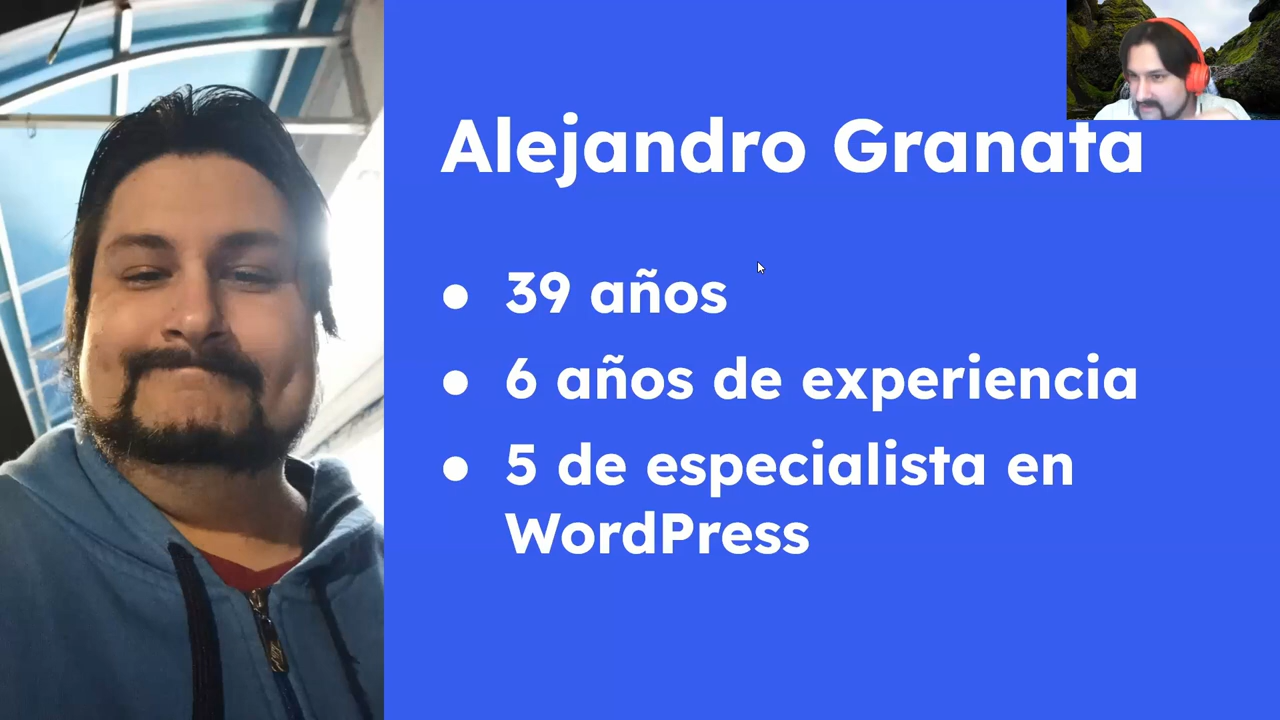 Alejandro Granata
● 39 años
● 6 años de experiencia
● 5 de especialista en
WordPress